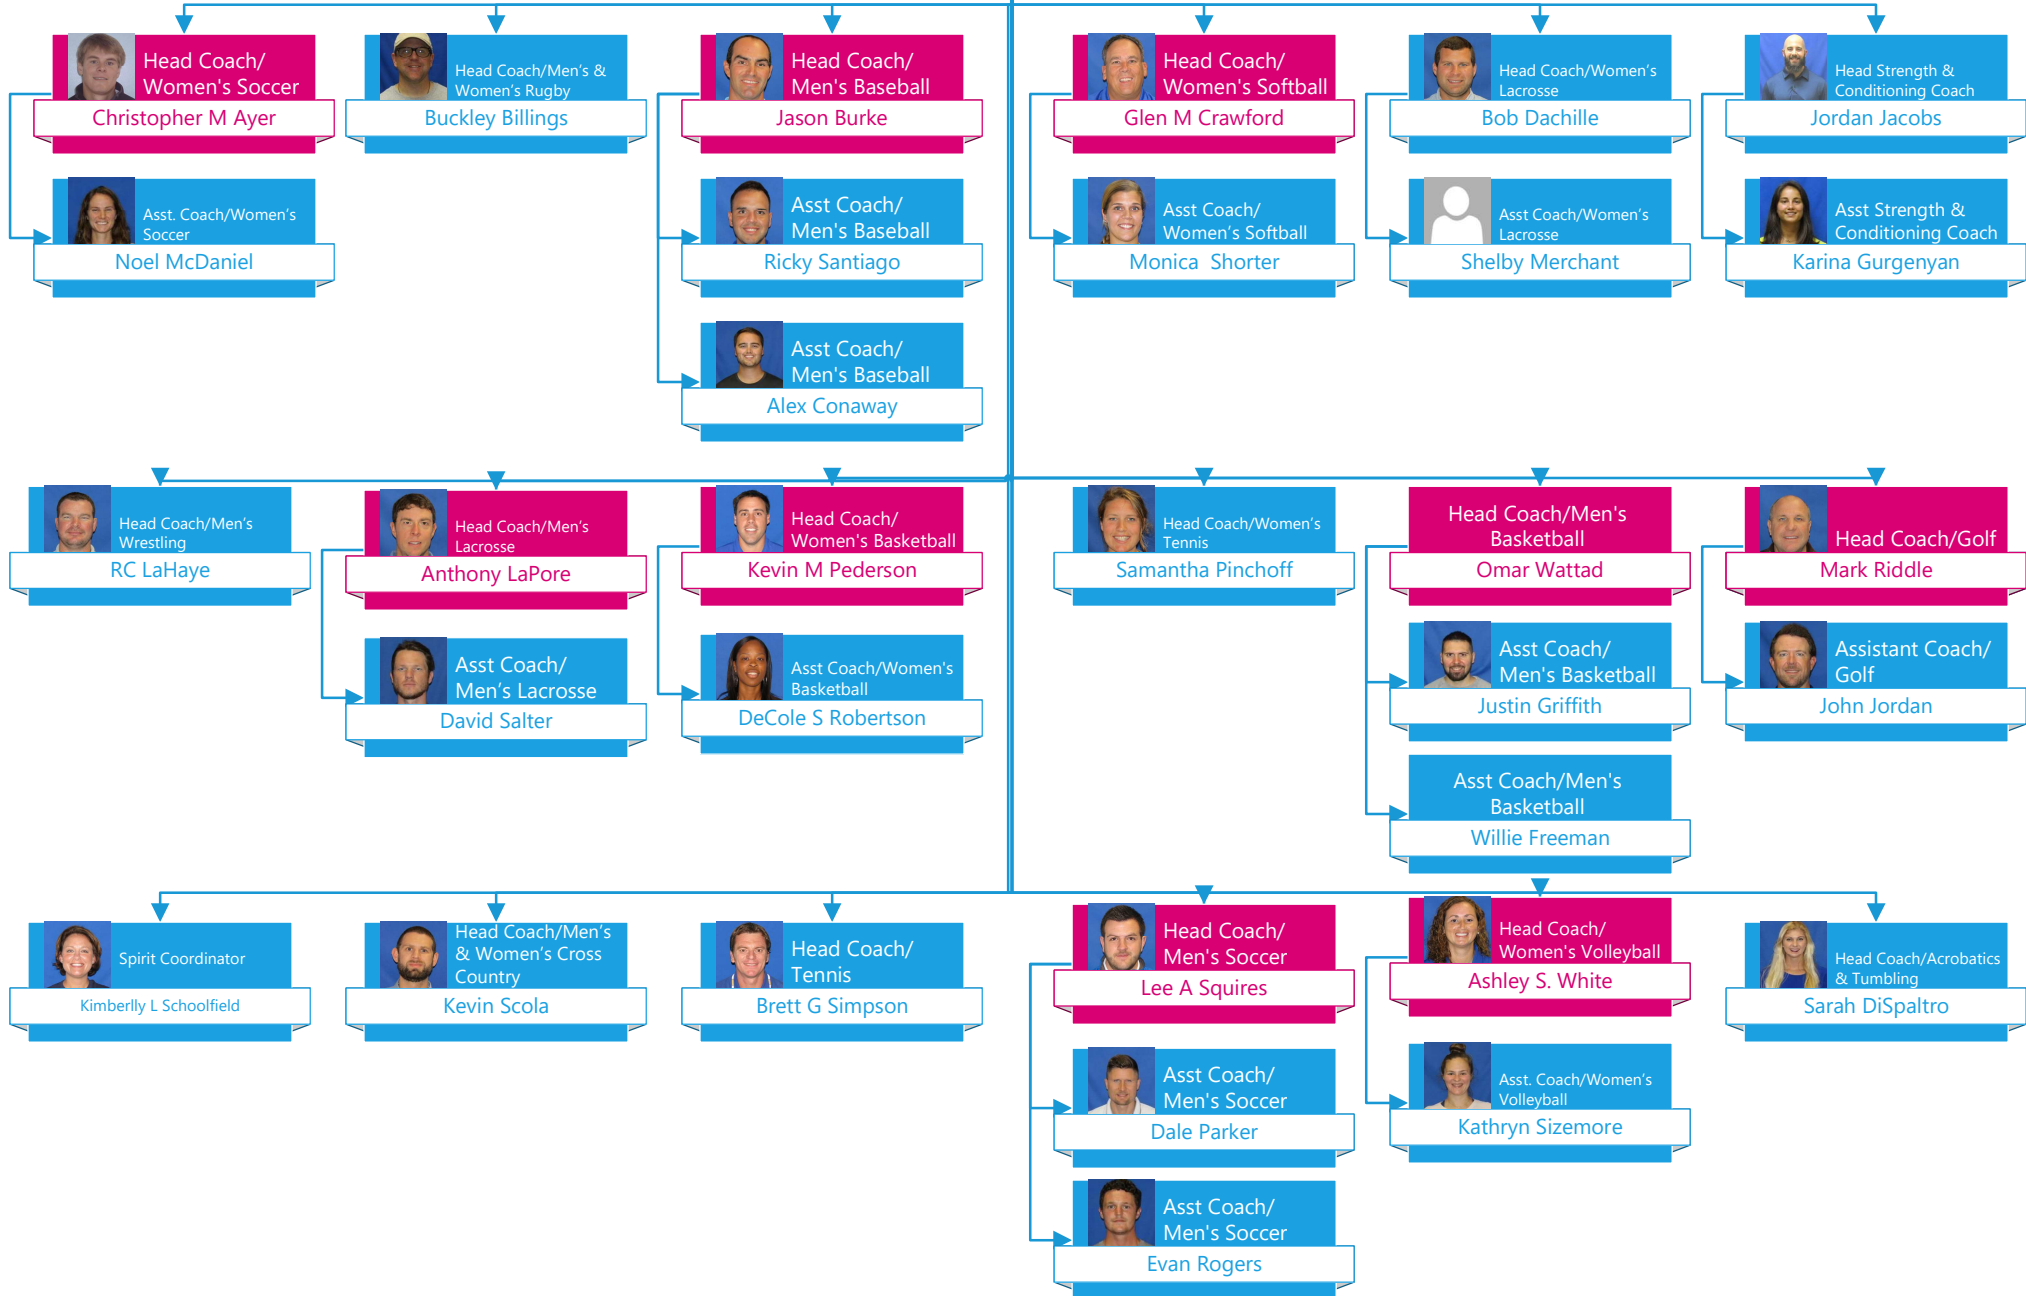 Head Coach/
Women's Soccer
Christopher M Ayer
Head Coach/Men's &
Women's Rugby
Buckley Billings
Head Coach/
Men's Baseball
Jason Burke
Head Coach/
Women's Softball
Glen M Crawford
Head Coach/Women's
Lacrosse
Bob Dachille
Head Strength &
Conditioning Coach
Jordan Jacobs
Asst. Coach/Women's
Soccer
Noel McDaniel
Asst Coach/
Men's Baseball
Ricky Santiago
Asst Coach/
Women's Softball
Monica  Shorter
Asst Coach/Women's
Lacrosse
Shelby Merchant
Asst Strength &
Conditioning Coach
Karina Gurgenyan
Asst Coach/
Men's Baseball
Alex Conaway
Head Coach/Men's
Wrestling
RC LaHaye
Head Coach/Men's
Lacrosse
Anthony LaPore
Head Coach/
Women's Basketball
Kevin M Pederson
Head Coach/Women's
Tennis
Samantha Pinchoff
Head Coach/Men's
Basketball
Omar Wattad
Head Coach/Golf
Mark Riddle
Asst Coach/
Men's Lacrosse
David Salter
Asst Coach/Women's
Basketball
DeCole S Robertson
Asst Coach/
Men's Basketball
Justin Griffith
Assistant Coach/
Golf
John Jordan
Asst Coach/Men's
Basketball
Willie Freeman
Spirit Coordinator
Kimberlly L Schoolfield
Head Coach/Men's
& Women's Cross
Country
Kevin Scola
Head Coach/
Tennis
Brett G Simpson
Head Coach/
Men's Soccer
Lee A Squires
Head Coach/
Women's Volleyball
Ashley S. White
Head Coach/Acrobatics
& Tumbling
Sarah DiSpaltro
Asst Coach/
Men's Soccer
Dale Parker
Asst. Coach/Women's
Volleyball
Kathryn Sizemore
Asst Coach/
Men's Soccer
Evan Rogers